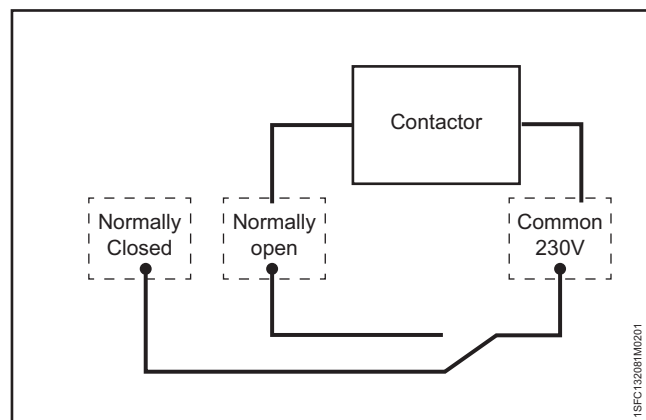 Contactor
Normally
Closed
Normally
open
Common
230V
1SFC132081M0201